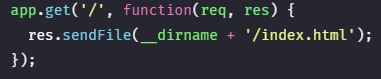 app.get('/', function(req, res) {
  res.sendFile(__dirname + '/index.html');
});